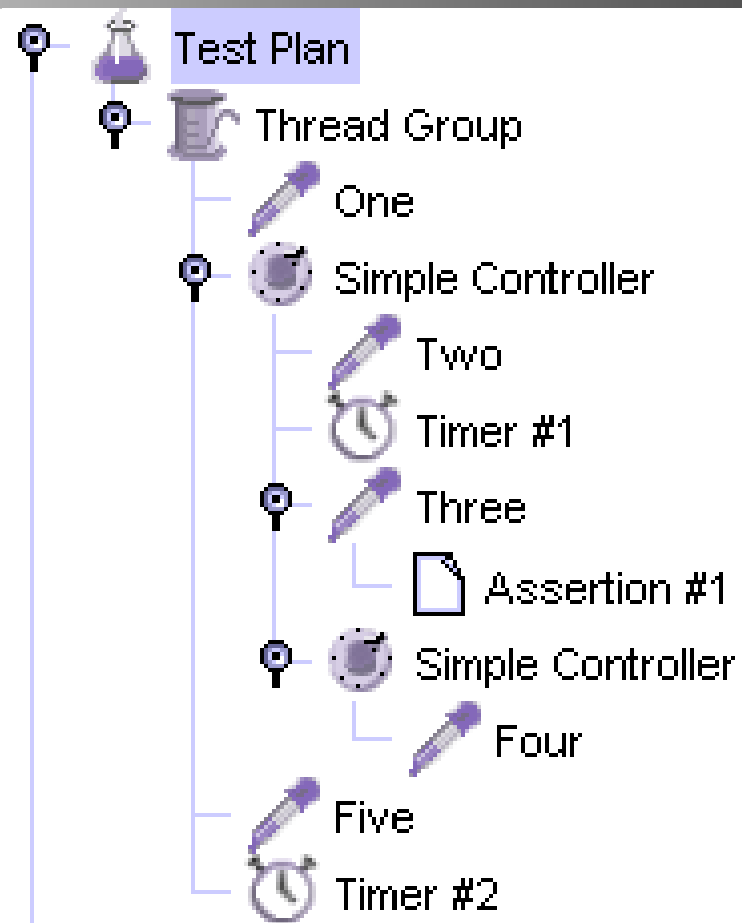 Test Plan
Thread Group
One
Simple Controller
Two
Timer #1
Three
Assertion #1
Simple Controller
Four
Five
Timer #2